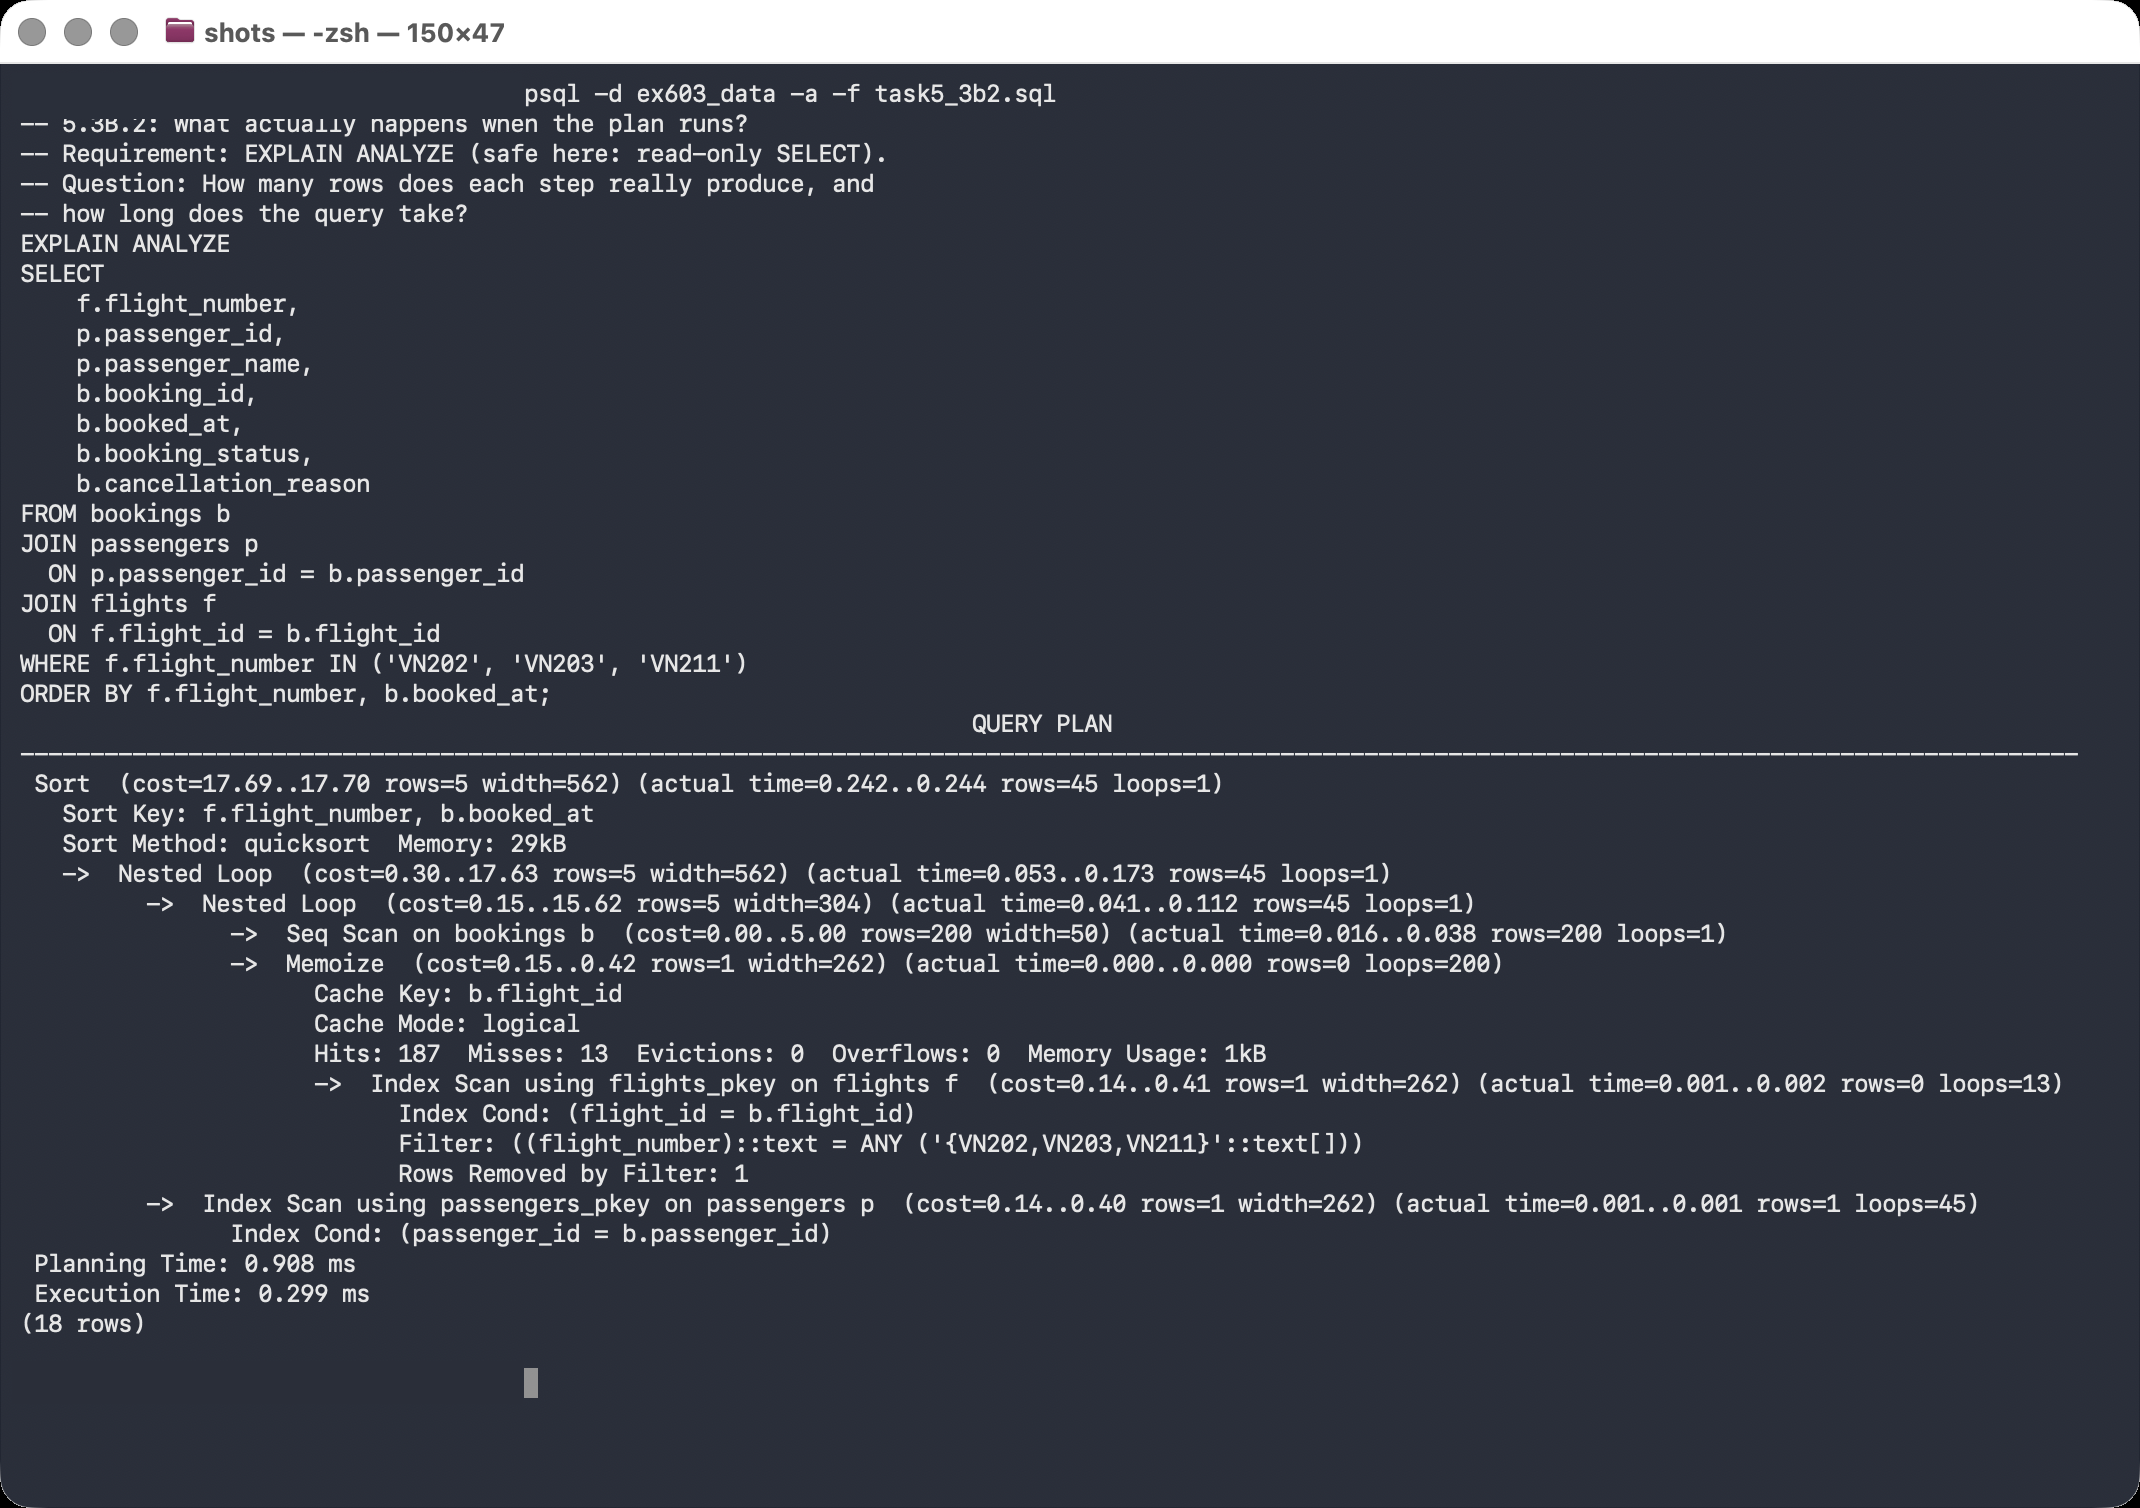 shots — -zsh — 150×47
psql -d ex603_data -a -f task5_3b2.sql
-- 5.3B.2: What actually happens when the plan runs?
-- Requirement: EXPLAIN ANALYZE (safe here: read-only SELECT).
-- Question: How many rows does each step really produce, and
-- how long does the query take?
EXPLAIN ANALYZE
SELECT
    f.flight_number,
    p.passenger_id,
    p.passenger_name,
    b.booking_id,
    b.booked_at,
    b.booking_status,
    b.cancellation_reason
FROM bookings b
JOIN passengers p
  ON p.passenger_id = b.passenger_id
JOIN flights f
  ON f.flight_id = b.flight_id
WHERE f.flight_number IN ('VN202', 'VN203', 'VN211')
ORDER BY f.flight_number, b.booked_at;
QUERY PLAN
 Sort  (cost=17.69..17.70 rows=5 width=562) (actual time=0.242..0.244 rows=45 loops=1)
   Sort Key: f.flight_number, b.booked_at
   Sort Method: quicksort  Memory: 29kB
   ->  Nested Loop  (cost=0.30..17.63 rows=5 width=562) (actual time=0.053..0.173 rows=45 loops=1)
         ->  Nested Loop  (cost=0.15..15.62 rows=5 width=304) (actual time=0.041..0.112 rows=45 loops=1)
               ->  Seq Scan on bookings b  (cost=0.00..5.00 rows=200 width=50) (actual time=0.016..0.038 rows=200 loops=1)
               ->  Memoize  (cost=0.15..0.42 rows=1 width=262) (actual time=0.000..0.000 rows=0 loops=200)
                     Cache Key: b.flight_id
                     Cache Mode: logical
                     Hits: 187  Misses: 13  Evictions: 0  Overflows: 0  Memory Usage: 1kB
                     ->  Index Scan using flights_pkey on flights f  (cost=0.14..0.41 rows=1 width=262) (actual time=0.001..0.002 rows=0 loops=13)
                           Index Cond: (flight_id = b.flight_id)
                           Filter: ((flight_number)::text = ANY ('{VN202,VN203,VN211}'::text[]))
                           Rows Removed by Filter: 1
         ->  Index Scan using passengers_pkey on passengers p  (cost=0.14..0.40 rows=1 width=262) (actual time=0.001..0.001 rows=1 loops=45)
               Index Cond: (passenger_id = b.passenger_id)
 Planning Time: 0.908 ms
 Execution Time: 0.299 ms
(18 rows)